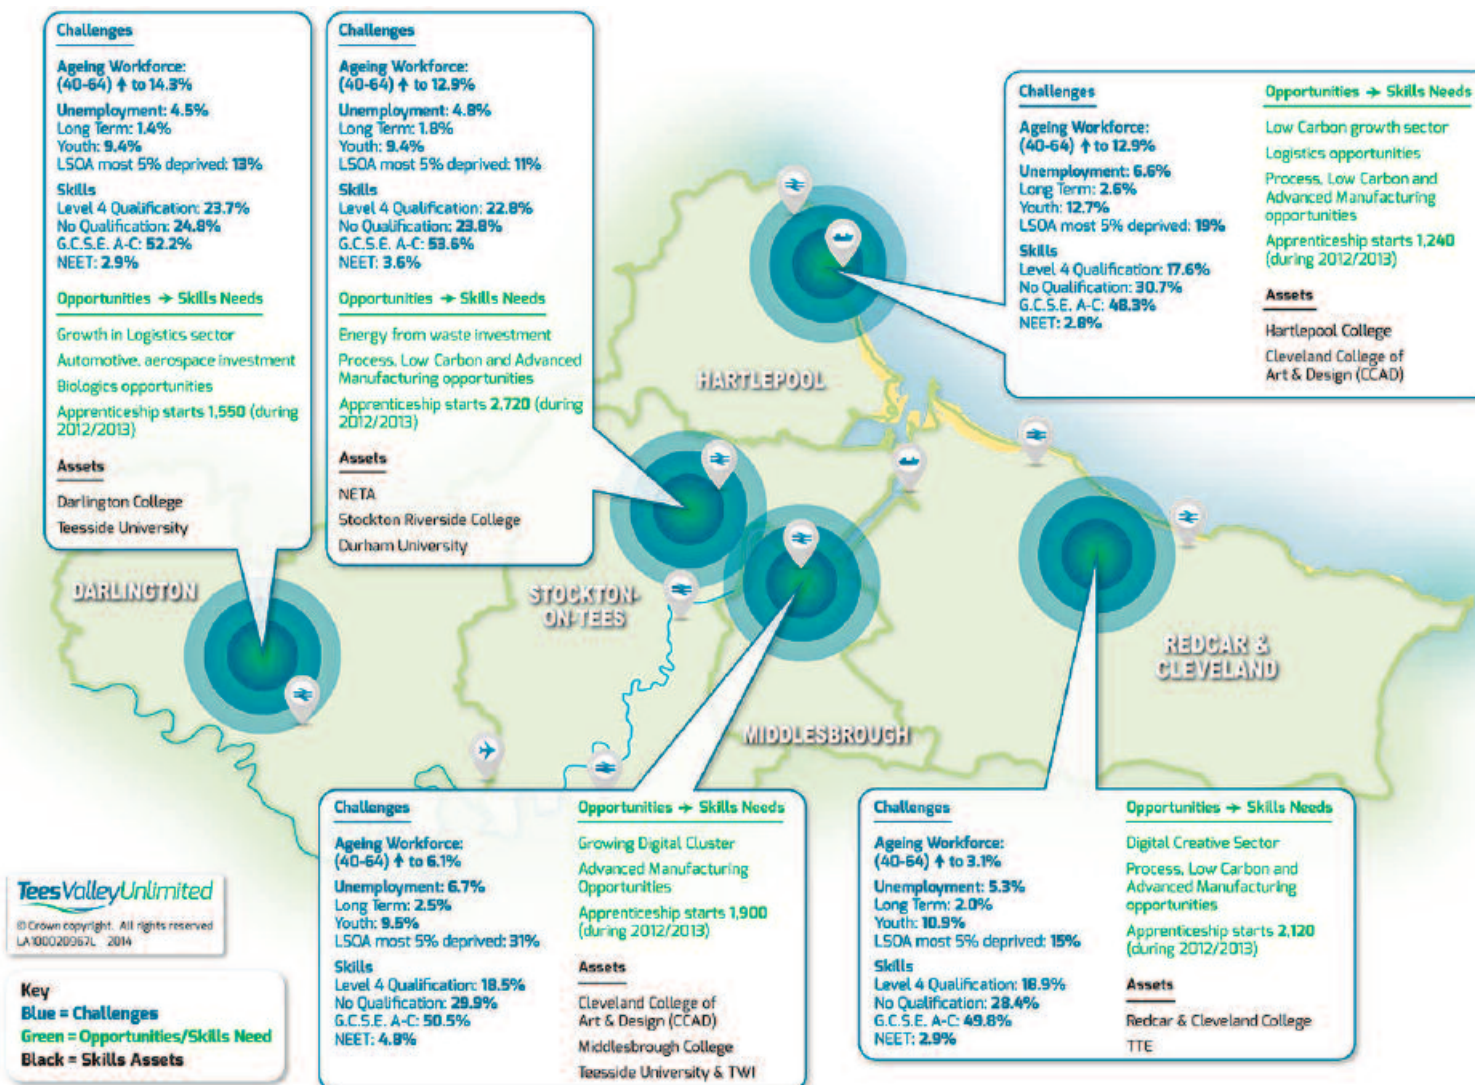 Challenges
Ageing Workforce:
(40-64) ↑ to 14.3%
Unemployment: 4.5%
Long Term: 1.4%
Youth: 9.4%
LSOA most 5% deprived: 13%
Skills
Level 4 Qualification: 23.7%
No Qualification: 24.8%
G.C.S.E. A-C: 52.2%
NEET: 2.9%
Opportunities → Skills Needs
Growth in Logistics sector
Automotive, aerospace investment
Biologics opportunities
Apprenticeship starts 1,550 (during
2012/2013)
Assets
Darlington College
Teesside University
Challenges
Ageing Workforce:
(40-64) ↑ to 12.9%
Unemployment: 4.8%
Long Term: 1.8%
Youth: 9.4%
LSOA most 5% deprived: 11%
Skills
Level 4 Qualification: 22.8%
No Qualification: 23.8%
G.C.S.E. A-C: 53.6%
NEET: 3.6%
Opportunities → Skills Needs
Energy from waste investment
Process, Low Carbon and Advanced
Manufacturing opportunities
Apprenticeship starts 2,720 (during
2012/2013)
Assets
NETA
Stockton Riverside College
Durham University
Challenges
Ageing Workforce:
(40-64) ↑ to 12.9%
Unemployment: 6.6%
Long Term: 2.6%
Youth: 12.7%
LSOA most 5% deprived: 19%
Skills
Level 4 Qualification: 17.6%
No Qualification: 30.7%
G.C.S.E. A-C: 48.3%
NEET: 2.8%
Opportunities → Skills Needs
Low Carbon growth sector
Logistics opportunities
Process, Low Carbon and
Advanced Manufacturing
opportunities
Apprenticeship starts 1,240
(during 2012/2013)
Assets
Hartlepool College
Cleveland College of
Art & Design (CCAD)
HARTLEPOOL
DARLINGTON
STOCKTON-
ON-TEES
REDCAR &
CLEVELAND
MIDDLESBROUGH
Challenges
Ageing Workforce:
(40-64) ↑ to 6.1%
Unemployment: 6.7%
Long Term: 2.5%
Youth: 9.5%
LSOA most 5% deprived: 31%
Skills
Level 4 Qualification: 18.5%
No Qualification: 29.9%
G.C.S.E. A-C: 50.5%
NEET: 4.8%
Opportunities → Skills Needs
Growing Digital Cluster
Advanced Manufacturing
Opportunities
Apprenticeship starts 1,900
(during 2012/2013)
Assets
Cleveland College of
Art & Design (CCAD)
Middlesbrough College
Teesside University & TWI
Challenges
Ageing Workforce:
(40-64) ↑ to 3.1%
Unemployment: 5.3%
Long Term: 2.0%
Youth: 10.9%
LSOA most 5% deprived: 15%
Skills
Level 4 Qualification: 18.9%
No Qualification: 28.4%
G.C.S.E. A-C: 49.8%
NEET: 2.9%
Opportunities → Skills Needs
Digital Creative Sector
Process, Low Carbon and
Advanced Manufacturing
opportunities
Apprenticeship starts 2,120
(during 2012/2013)
Assets
Redcar & Cleveland College
TTE
TeesValleyUnlimited
© Crown copyright. All rights reserved
LA100020967L 2014
Key
Blue = Challenges
Green = Opportunities/Skills Need
Black = Skills Assets